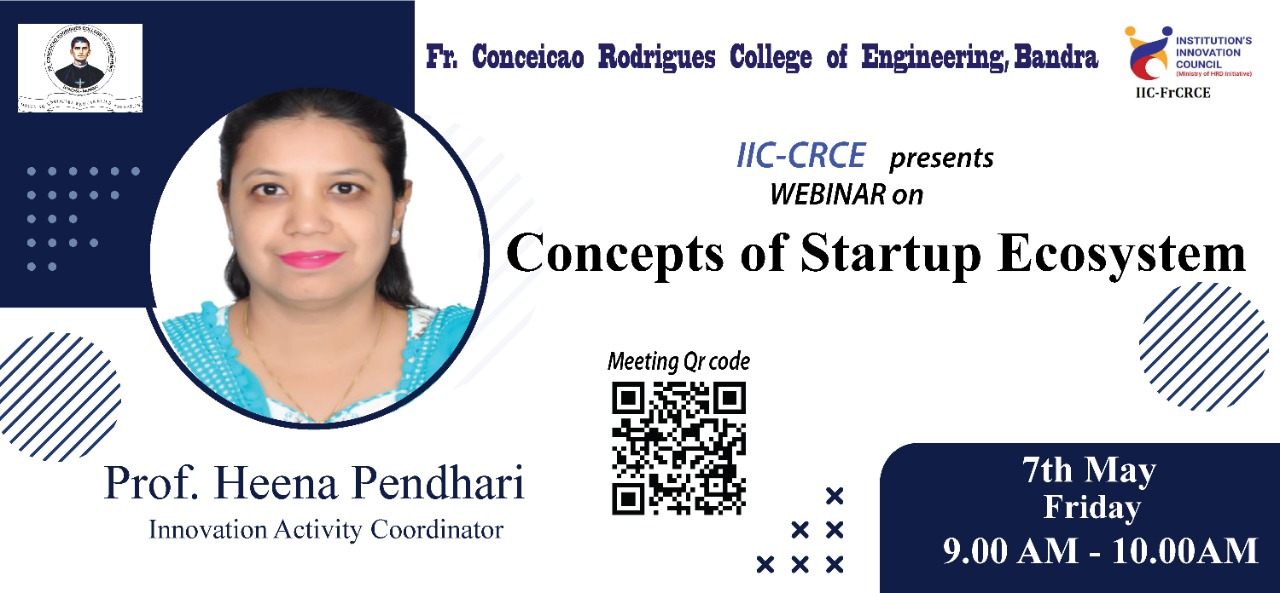 Fr. Conceicao Rodrigues College of Engineering, Bandra
INSTITUTION'S
INNOVATION
COUNCIL
(Ministry of HRD Initiative)
IIC-FrCRCE
IIC-CRCE presents
WEBINAR on
Concepts of Startup Ecosystem
Meeting Qr code
Prof. Heena Pendhari
Innovation Activity Coordinator
7th May
Friday
9.00 AM - 10.00AM